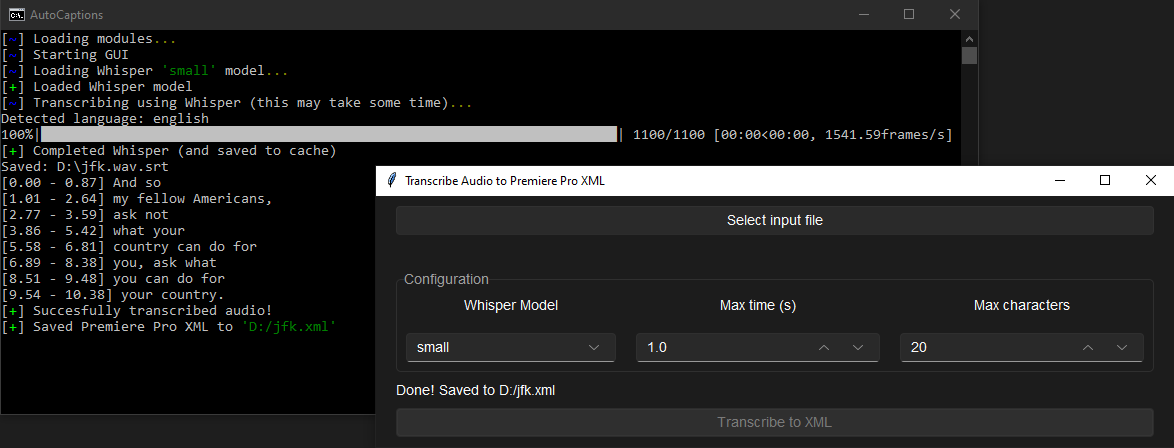 AutoCaptions
[~] Loading modules...
[~] Starting GUI
[~] Loading Whisper 'small' model...
[+] Loaded Whisper model
[~] Transcribing using Whisper (this may take some time)...
Detected language: english
100%| | 1100/1100 [00:00<00:00, 1541.59frames/s]
[+] Completed Whisper (and saved to cache)
Saved: D:\jfk.wav.srt
[0.00 - 0.87] And so
[1.01 - 2.64] my fellow Americans,
[2.77 - 3.59] ask not
[3.86 - 5.42] what your
[5.58 - 6.81] country can do for
[6.89 - 8.38] you, ask what
[8.51 - 9.48] you can do for
[9.54 - 10.38] your country.
[+] Succesfully transcribed audio!
[+] Saved Premiere Pro XML to 'D:/jfk.xml'
Transcribe Audio to Premiere Pro XML
Select input file
Configuration
Whisper Model Max time (s) Max characters
small 1.0 20
Done! Saved to D:/jfk.xml
Transcribe to XML